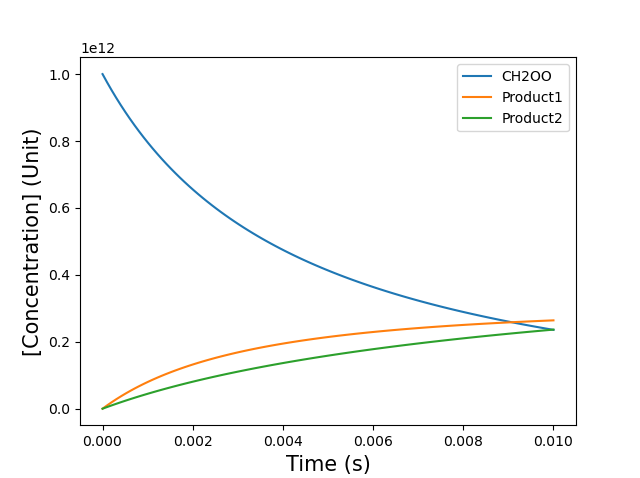 1e12
1.0
0.8
0.6
0.4
0.2
0.0
[Concentration] (Unit)
CH2OO
Product1
Product2
0.000 0.002 0.004 0.006 0.008 0.010
Time (s)